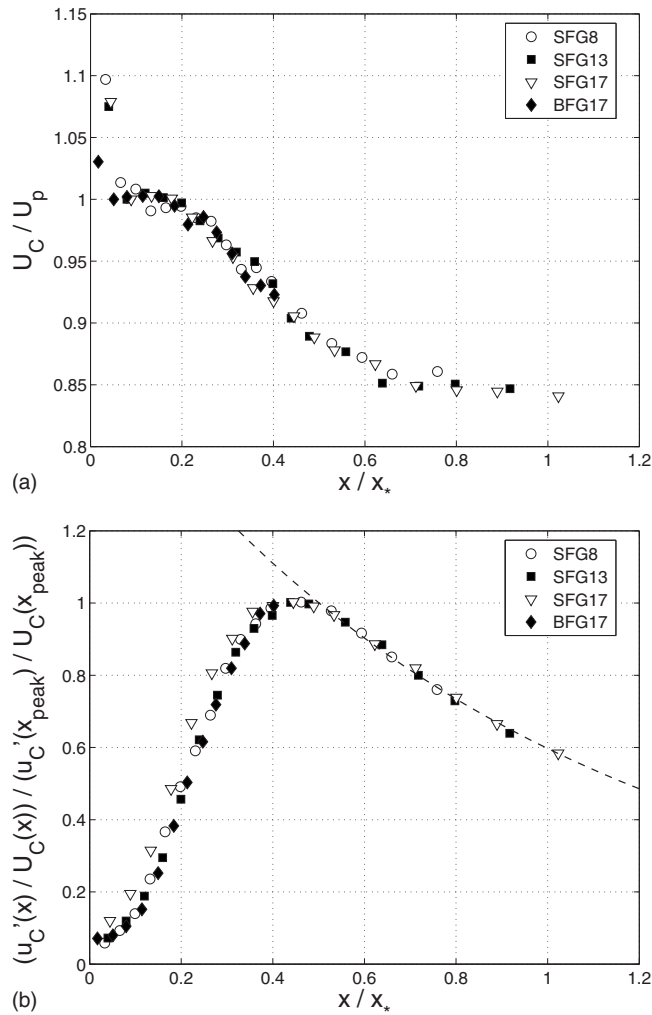 1.15
1.1
1.05
1
0.95
0.9
0.85
0.8
U_C / U_p
SFG8
SFG13
SFG17
BFG17
0 0.2 0.4 0.6 0.8 1 1.2
(a) x / x_*
1.2
1
0.8
0.6
0.4
0.2
0
(u_C'(x) / U_C(x)) / (u_C'(x_peak) / U_C(x_peak))
SFG8
SFG13
SFG17
BFG17
0 0.2 0.4 0.6 0.8 1 1.2
(b) x / x_*